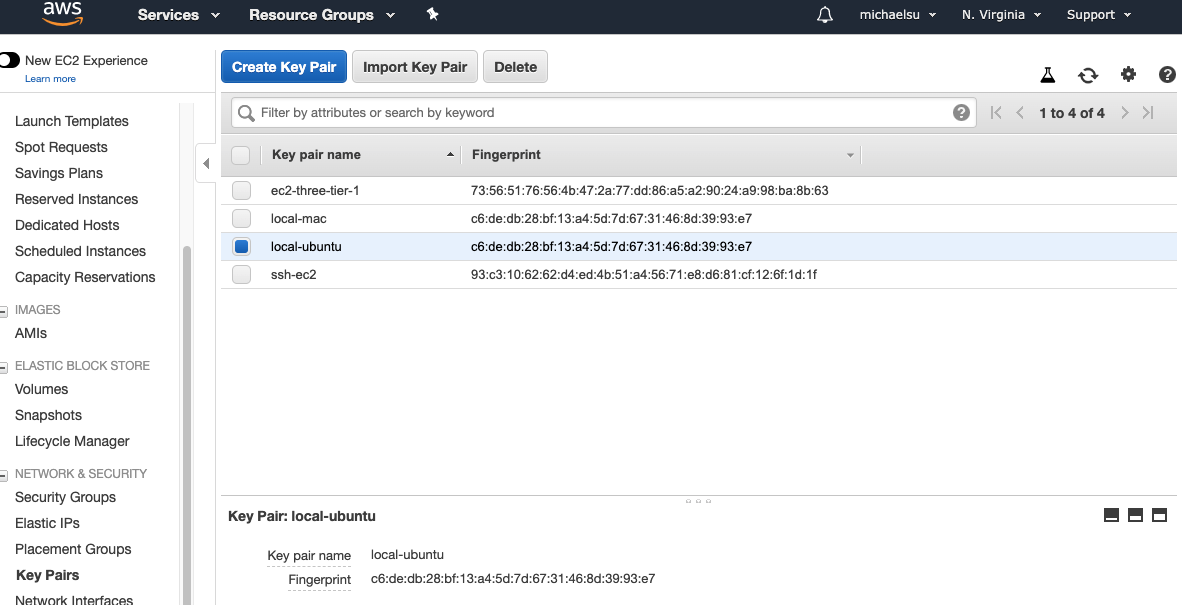 aws Services Resource Groups michaelsu N. Virginia Support
New EC2 Experience
Learn more
Create Key Pair Import Key Pair Delete
Filter by attributes or search by keyword
1 to 4 of 4
Key pair name Fingerprint
ec2-three-tier-1 73:56:51:76:56:4b:47:2a:77:dd:86:a5:a2:90:24:a9:98:ba:8b:63
local-mac c6:de:db:28:bf:13:a4:5d:7d:67:31:46:8d:39:93:e7
local-ubuntu c6:de:db:28:bf:13:a4:5d:7d:67:31:46:8d:39:93:e7
ssh-ec2 93:c3:10:62:62:d4:ed:4b:51:a4:56:71:e8:d6:81:cf:12:6f:1d:1f
Launch Templates
Spot Requests
Savings Plans
Reserved Instances
Dedicated Hosts
Scheduled Instances
Capacity Reservations
IMAGES
AMIs
ELASTIC BLOCK STORE
Volumes
Snapshots
Lifecycle Manager
NETWORK & SECURITY
Security Groups
Elastic IPs
Placement Groups
Key Pairs
Network Interfaces
Key Pair: local-ubuntu
Key pair name local-ubuntu
Fingerprint c6:de:db:28:bf:13:a4:5d:7d:67:31:46:8d:39:93:e7